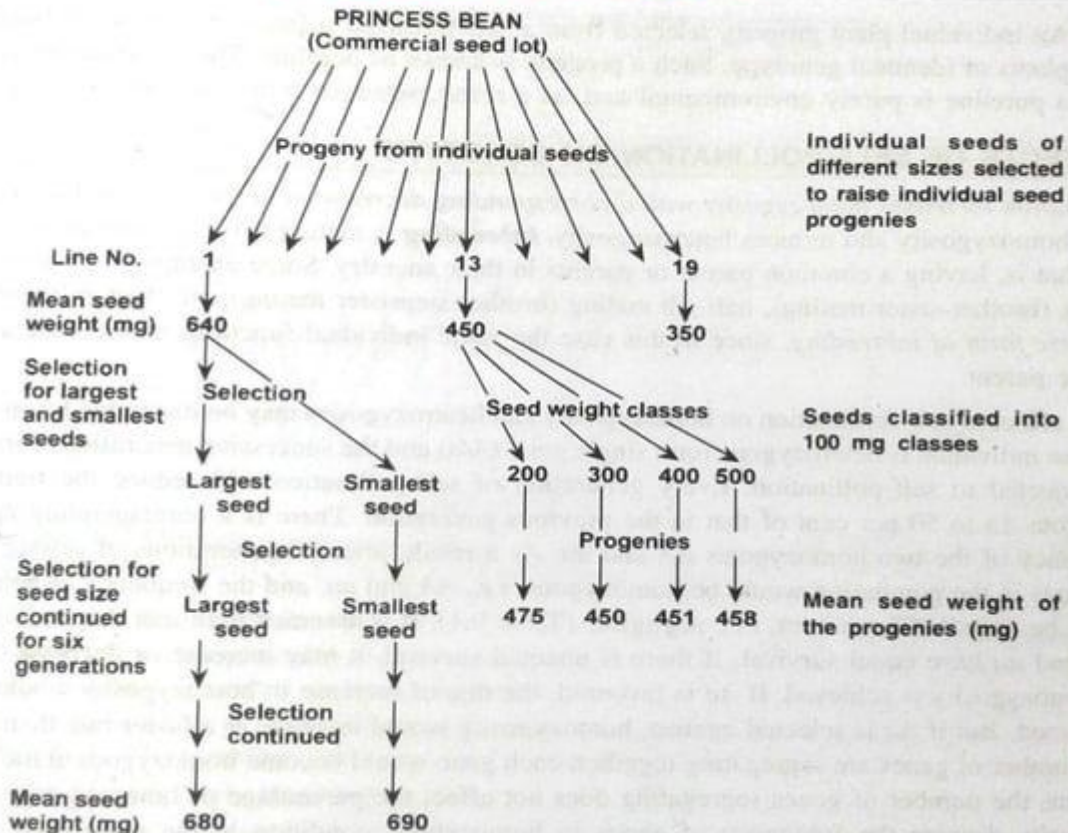 PRINCESS BEAN
(Commercial seed lot)
Progeny from individual seeds
Individual seeds of
different sizes selected
to raise individual seed
progenies
Line No. 1 13 19
Mean seed
weight (mg) 640 450 350
Selection
for largest
and smallest
seeds
Selection
Seed weight classes
Seeds classified into
100 mg classes
200 300 400 500
Largest
seed
Smallest
seed
Selection
Progenies
Selection for
seed size
continued
for six
generations
Largest
seed
Smallest
seed
475 450 451 458
Mean seed weight of
the progenies (mg)
Selection
continued
Mean seed
weight (mg) 680 690